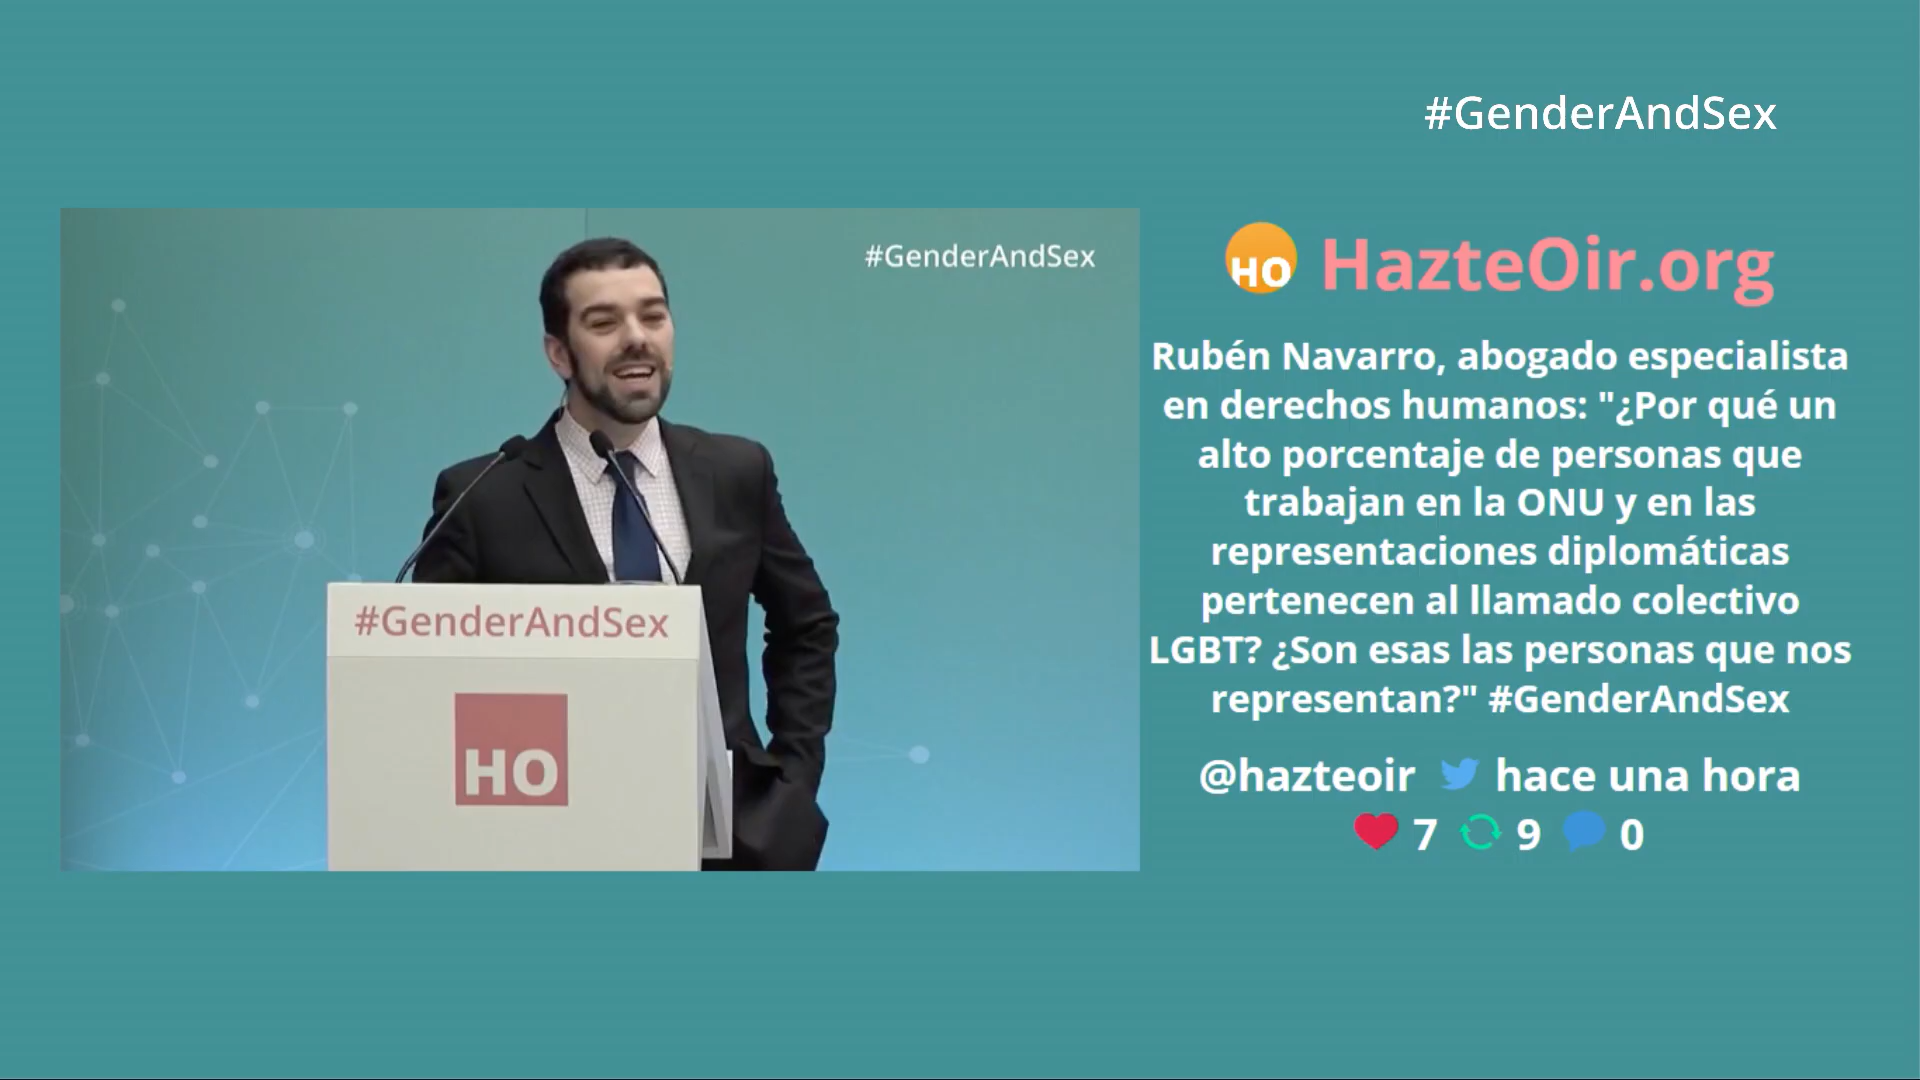 #GenderAndSex
#GenderAndSex
#GenderAndSex
HO
HO HazteOir.org
Rubén Navarro, abogado especialista
en derechos humanos: "¿Por qué un
alto porcentaje de personas que
trabajan en la ONU y en las
representaciones diplomáticas
pertenecen al llamado colectivo
LGBT? ¿Son esas las personas que nos
representan?" #GenderAndSex
@hazteoir hace una hora
7 9 0